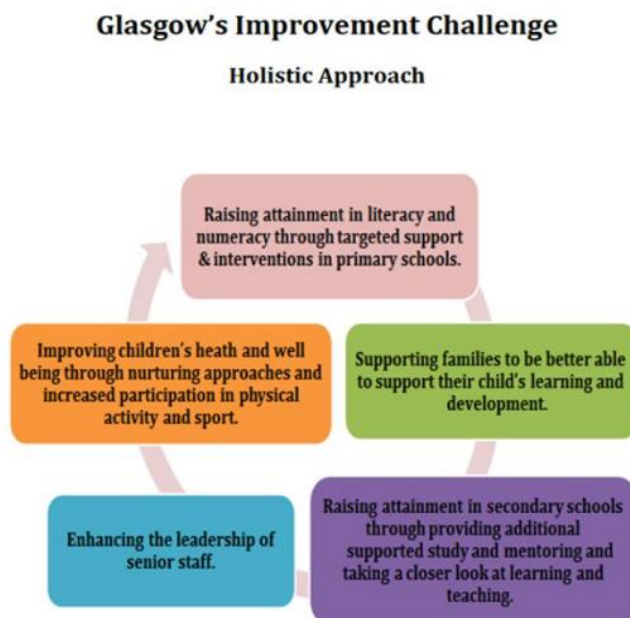 Glasgow's Improvement Challenge
Holistic Approach
Raising attainment in literacy and
numeracy through targeted support
& interventions in primary schools.
Supporting families to be better able
to support their child's learning and
development.
Raising attainment in secondary schools
through providing additional
supported study and mentoring and
taking a closer look at learning and
teaching.
Enhancing the leadership of
senior staff.
Improving children's heath and well
being through nurturing approaches and
increased participation in physical
activity and sport.